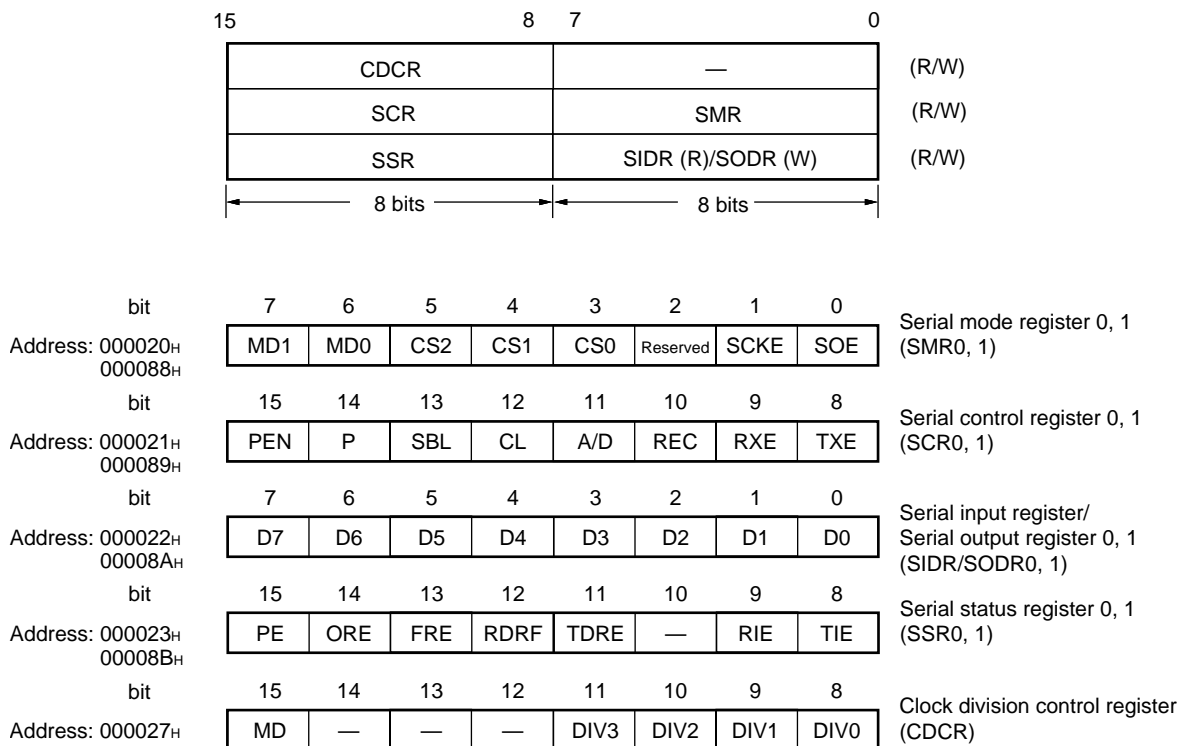 15 8 7 0
CDCR — (R/W)
SCR SMR (R/W)
SSR SIDR (R)/SODR (W) (R/W)
8 bits 8 bits
bit 7 6 5 4 3 2 1 0
Address: 000020H MD1 MD0 CS2 CS1 CS0 Reserved SCKE SOE Serial mode register 0, 1
000088H (SMR0, 1)
bit 15 14 13 12 11 10 9 8
Address: 000021H PEN P SBL CL A/D REC RXE TXE Serial control register 0, 1
000089H (SCR0, 1)
bit 7 6 5 4 3 2 1 0 Serial input register/
Address: 000022H D7 D6 D5 D4 D3 D2 D1 D0 Serial output register 0, 1
00008AH (SIDR/SODR0, 1)
bit 15 14 13 12 11 10 9 8 Serial status register 0, 1
Address: 000023H PE ORE FRE RDRF TDRE — RIE TIE (SSR0, 1)
00008BH
bit 15 14 13 12 11 10 9 8 Clock division control register
Address: 000027H MD — — — DIV3 DIV2 DIV1 DIV0 (CDCR)